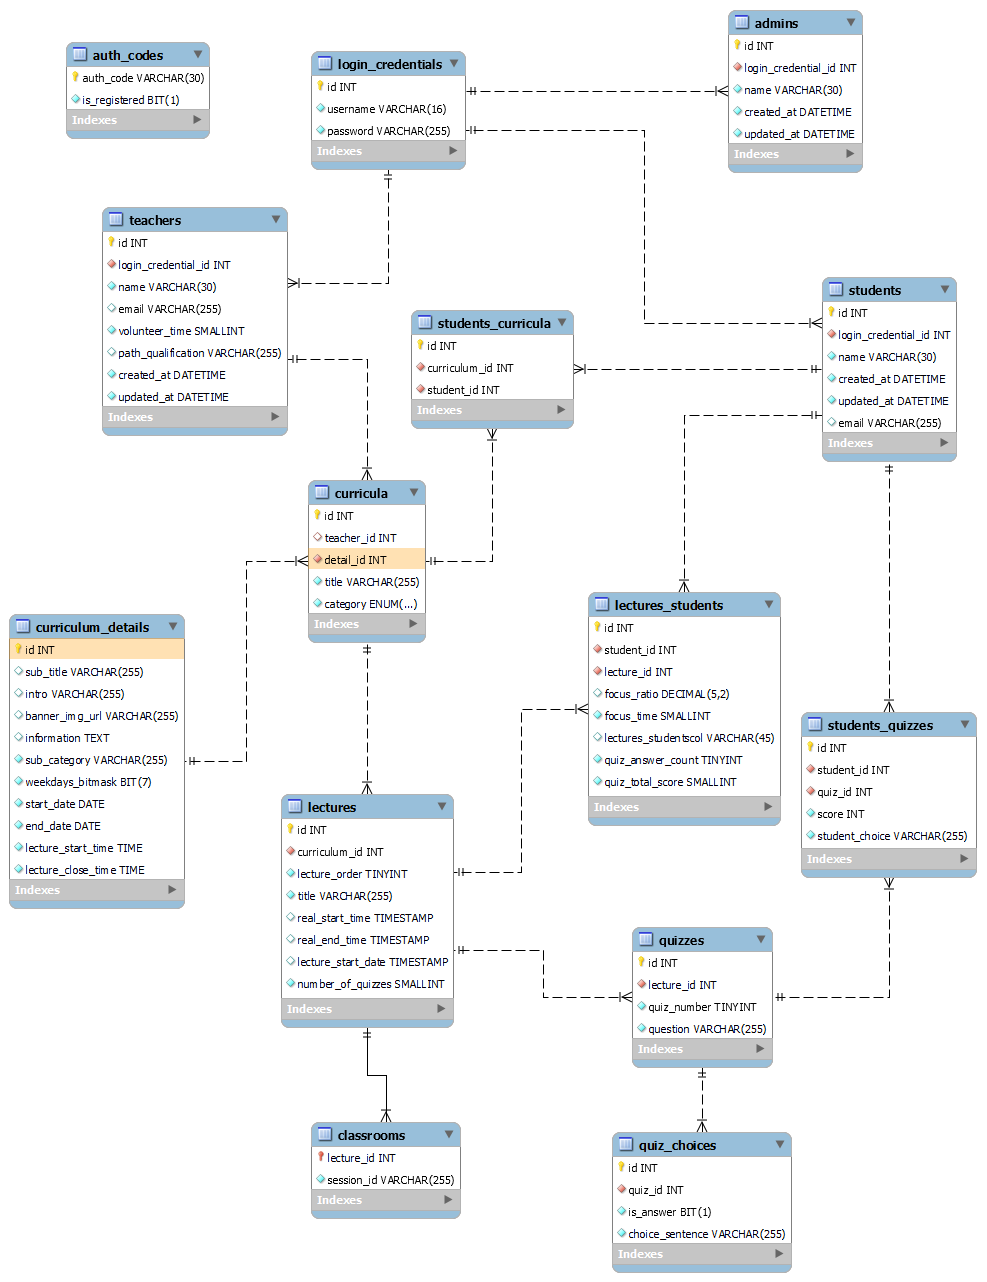 auth_codes
auth_code VARCHAR(30)
is_registered BIT(1)
Indexes
login_credentials
id INT
username VARCHAR(16)
password VARCHAR(255)
Indexes
admins
id INT
login_credential_id INT
name VARCHAR(30)
created_at DATETIME
updated_at DATETIME
Indexes
teachers
id INT
login_credential_id INT
name VARCHAR(30)
email VARCHAR(255)
volunteer_time SMALLINT
path_qualification VARCHAR(255)
created_at DATETIME
updated_at DATETIME
Indexes
students_curricula
id INT
curriculum_id INT
student_id INT
Indexes
students
id INT
login_credential_id INT
name VARCHAR(30)
created_at DATETIME
updated_at DATETIME
email VARCHAR(255)
Indexes
curricula
id INT
teacher_id INT
detail_id INT
title VARCHAR(255)
category ENUM(...)
Indexes
curriculum_details
id INT
sub_title VARCHAR(255)
intro VARCHAR(255)
banner_img_url VARCHAR(255)
information TEXT
sub_category VARCHAR(255)
weekdays_bitmask BIT(7)
start_date DATE
end_date DATE
lecture_start_time TIME
lecture_close_time TIME
Indexes
lectures_students
id INT
student_id INT
lecture_id INT
focus_ratio DECIMAL(5,2)
focus_time SMALLINT
lectures_studentscol VARCHAR(45)
quiz_answer_count TINYINT
quiz_total_score SMALLINT
Indexes
students_quizzes
id INT
student_id INT
quiz_id INT
score INT
student_choice VARCHAR(255)
Indexes
lectures
id INT
curriculum_id INT
lecture_order TINYINT
title VARCHAR(255)
real_start_time TIMESTAMP
real_end_time TIMESTAMP
lecture_start_date TIMESTAMP
number_of_quizzes SMALLINT
Indexes
quizzes
id INT
lecture_id INT
quiz_number TINYINT
question VARCHAR(255)
Indexes
classrooms
lecture_id INT
session_id VARCHAR(255)
Indexes
quiz_choices
id INT
quiz_id INT
is_answer BIT(1)
choice_sentence VARCHAR(255)
Indexes